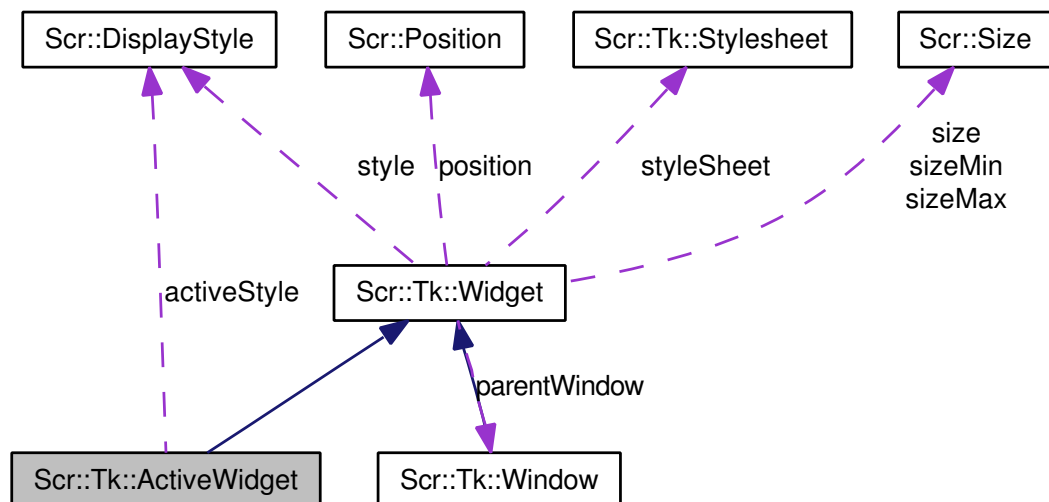 Scr::DisplayStyle
Scr::Position
Scr::Tk::Stylesheet
Scr::Size
style
position
styleSheet
size
sizeMin
sizeMax
activeStyle
Scr::Tk::Widget
parentWindow
Scr::Tk::ActiveWidget
Scr::Tk::Window